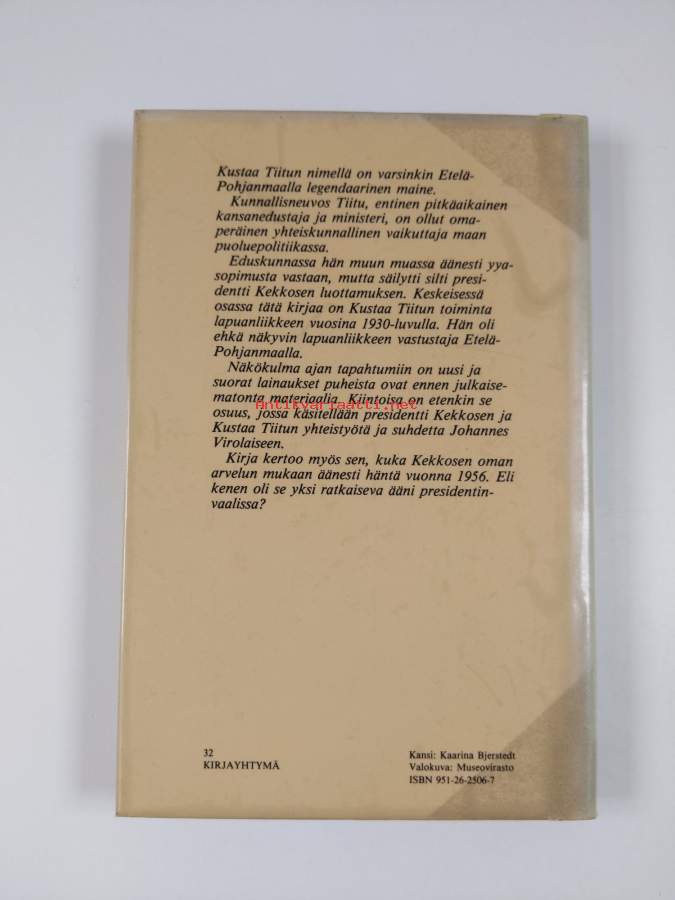 Kustaa Tiitun nimellä on varsinkin Etelä-
Pohjanmaalla legendaarinen maine.
Kunnallisneuvos Tiitu, entinen pitkäaikainen
kansanedustaja ja ministeri, on ollut oma-
peräinen yhteiskunnallinen vaikuttaja maan
puoluepolitiikassa.
Eduskunnassa hän muun muassa äänesti yya-
sopimusta vastaan, mutta säilytti silti presi-
dentti Kekkosen luottamuksen. Keskeisessä
osassa tätä kirjaa on Kustaa Tiitun toiminta
lapuanliikkeen vuosina 1930-luvulla. Hän oli
ehkä näkyvin lapuanliikkeen vastustaja Etelä-
Pohjanmaalla.
Näkökulma ajan tapahtumiin on uusi ja
suorat lainaukset puheista ovat ennen julkaise-
matonta materiaalia. Kiintoisa on etenkin se
Antikvariaatti.net
osuus, jossa käsitellään presidentti Kekkosen ja
Kustaa Tiitun yhteistyötä ja suhdetta Johannes
Virolaiseen.
Kirja kertoo myös sen, kuka Kekkosen oman
arvelun mukaan äänesti häntä vuonna 1956. Eli
kenen oli se yksi ratkaiseva ääni presidentin-
vaalissa?
32
KIRJAYHTYMÄ
Kansi: Kaarina Bjerstedt
Valokuva: Museovirasto
ISBN 951-26-2506-7